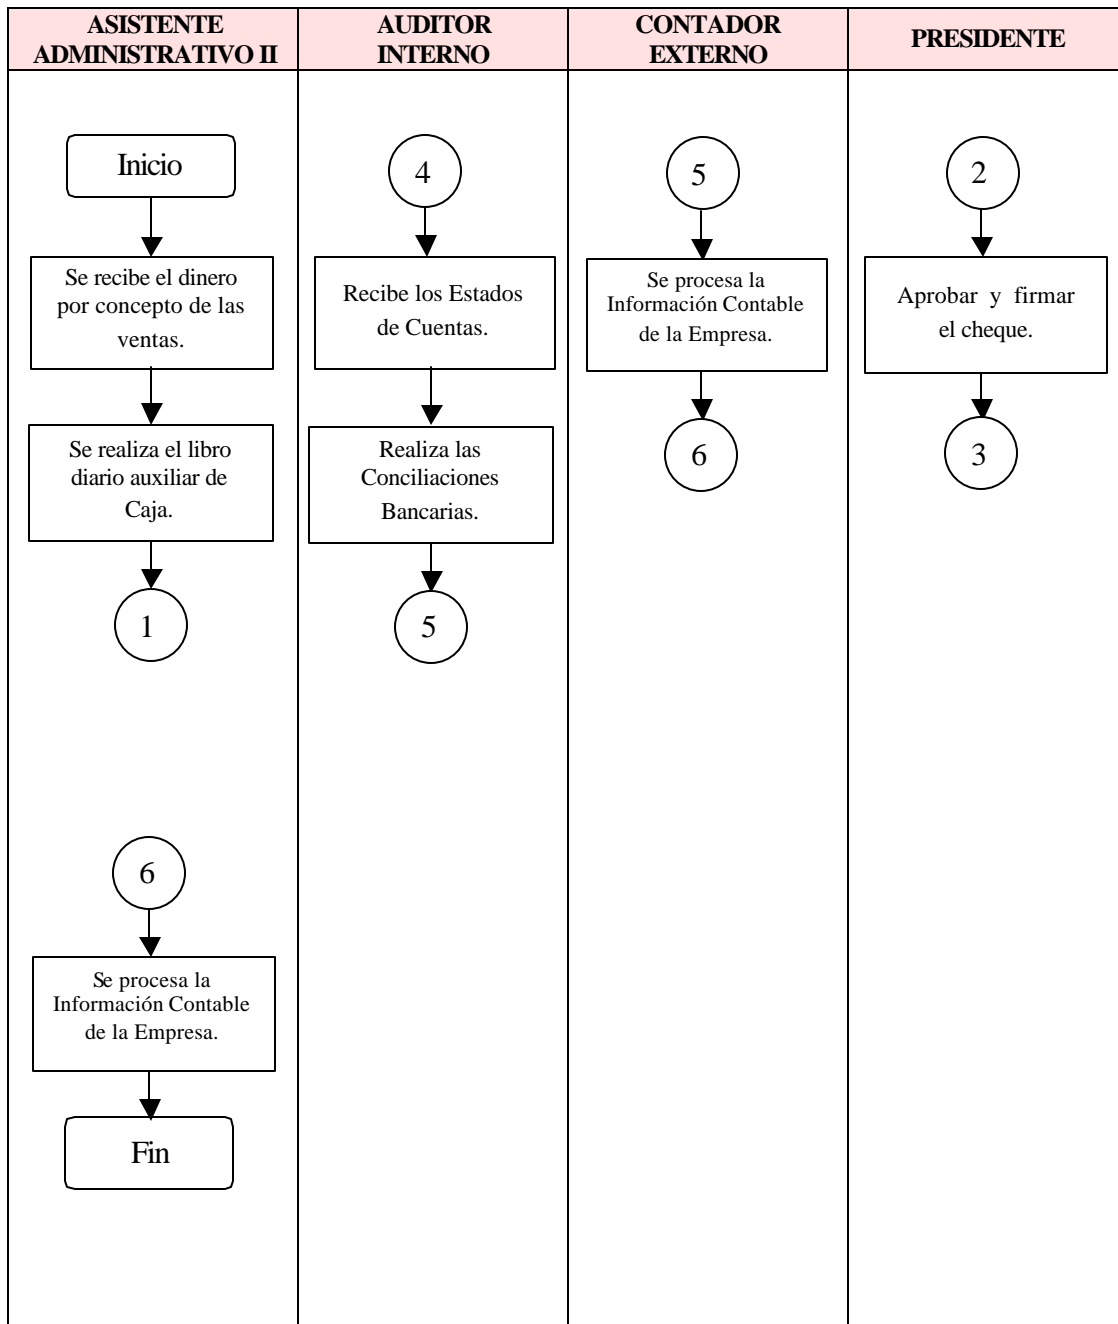 ASISTENTE
ADMINISTRATIVO II
AUDITOR
INTERNO
CONTADOR
EXTERNO
PRESIDENTE
Inicio
Se recibe el dinero
por concepto de las
ventas.
Se realiza el libro
diario auxiliar de
Caja.
1
6
Se procesa la
Información Contable
de la Empresa.
Fin
4
Recibe los Estados
de Cuentas.
Realiza las
Conciliaciones
Bancarias.
5
5
Se procesa la
Información Contable
de la Empresa.
6
2
Aprobar y firmar
el cheque.
3